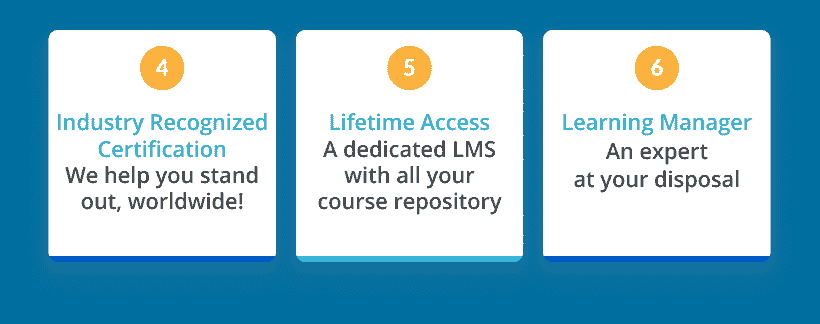 4
Industry Recognized
Certification
We help you stand
out, worldwide!
5
Lifetime Access
A dedicated LMS
with all your
course repository
6
Learning Manager
An expert
at your disposal